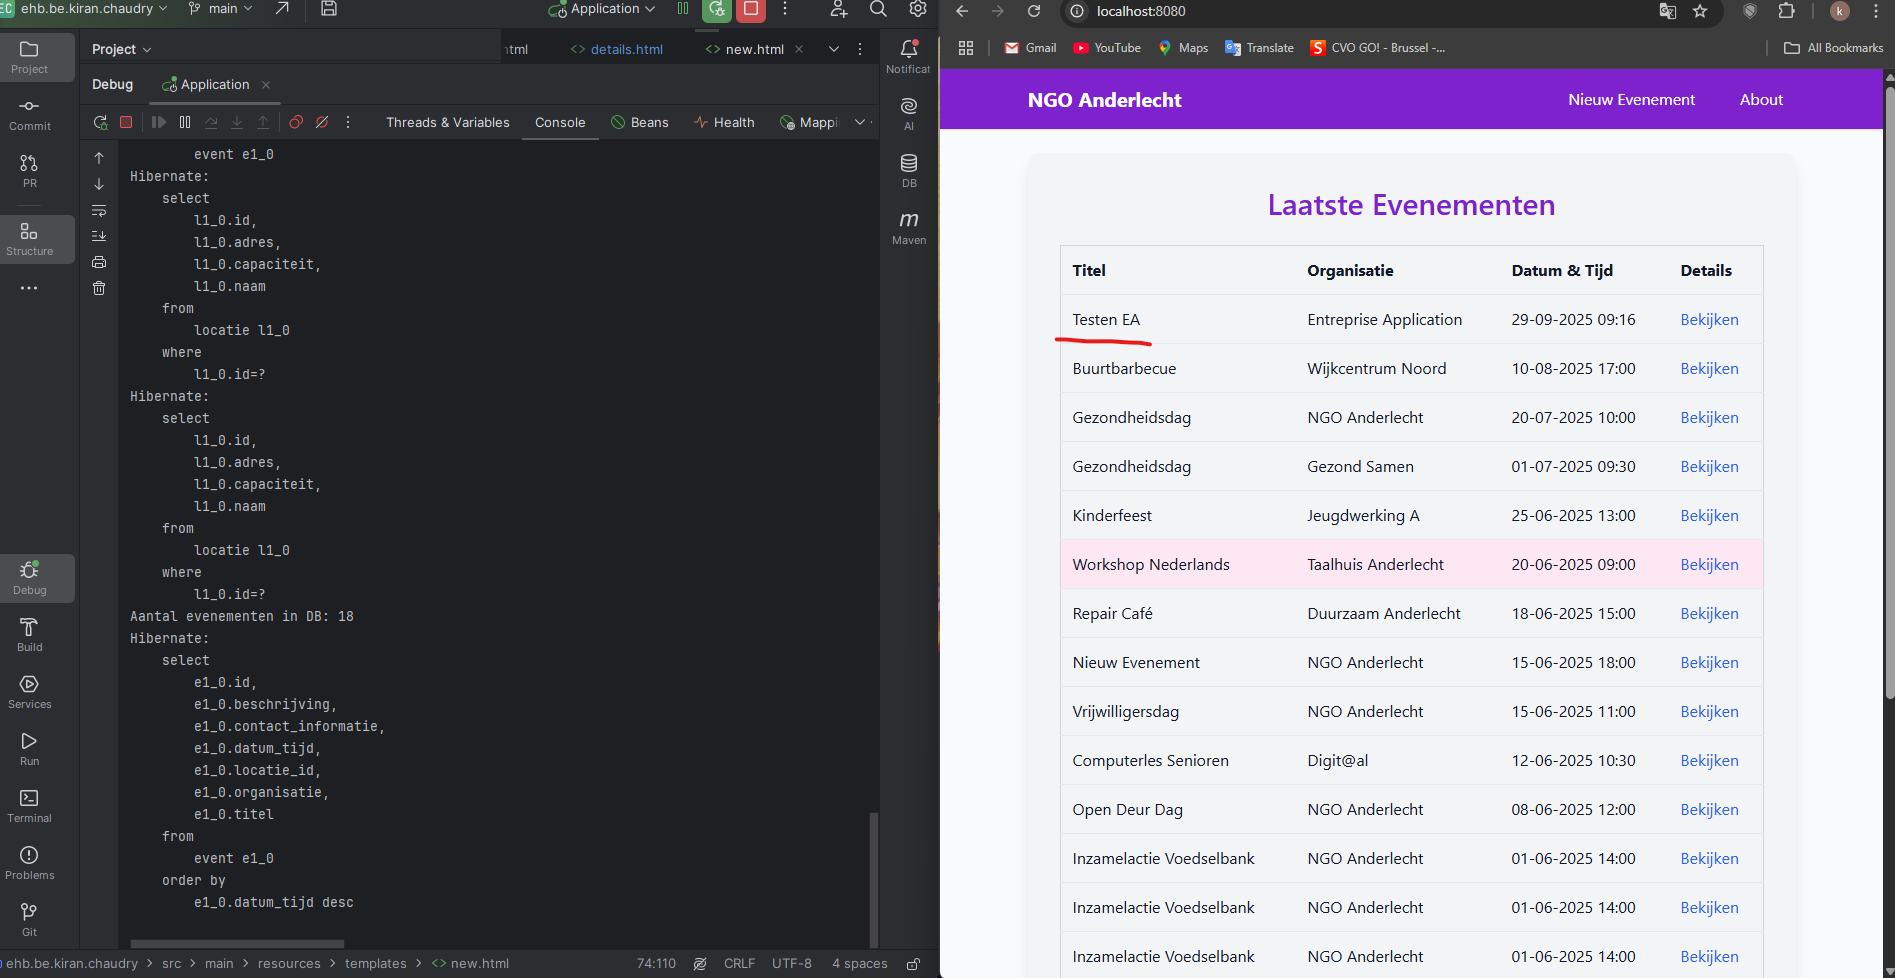 EC ehb.be.kiran.chaudry main Application
Project
Project
details.html new.html
Debug Application
Threads & Variables Console Beans Health
Commit
PR
Structure
Debug
Build
Services
Run
Terminal
Problems
Git
event e1_0
Hibernate:
select
l1_0.id,
l1_0.adres,
l1_0.capaciteit,
l1_0.naam
from
locatie l1_0
where
l1_0.id=?
Hibernate:
select
l1_0.id,
l1_0.adres,
l1_0.capaciteit,
l1_0.naam
from
locatie l1_0
where
l1_0.id=?
Aantal evenementen in DB: 18
Hibernate:
select
e1_0.id,
e1_0.beschrijving,
e1_0.contact_informatie,
e1_0.datum_tijd,
e1_0.locatie_id,
e1_0.organisatie,
e1_0.titel
from
event e1_0
order by
e1_0.datum_tijd desc
Notificat
AI
DB
m
Maven
ehb.be.kiran.chaudry > src > main > resources > templates > <> new.html 74:110 CRLF UTF-8 4 spaces
localhost:8080
k
Gmail YouTube Maps Translate S CVO GO! - Brussel -... All Bookmarks
NGO Anderlecht Nieuw Evenement About
Laatste Evenementen
Titel Organisatie Datum & Tijd Details
Testen EA Entreprise Application 29-09-2025 09:16 Bekijken
Buurtbarbecue Wijkcentrum Noord 10-08-2025 17:00 Bekijken
Gezondheidsdag NGO Anderlecht 20-07-2025 10:00 Bekijken
Gezondheidsdag Gezond Samen 01-07-2025 09:30 Bekijken
Kinderfeest Jeugdwerking A 25-06-2025 13:00 Bekijken
Workshop Nederlands Taalhuis Anderlecht 20-06-2025 09:00 Bekijken
Repair Café Duurzaam Anderlecht 18-06-2025 15:00 Bekijken
Nieuw Evenement NGO Anderlecht 15-06-2025 18:00 Bekijken
Vrijwilligersdag NGO Anderlecht 15-06-2025 11:00 Bekijken
Computerles Senioren Digit@al 12-06-2025 10:30 Bekijken
Open Deur Dag NGO Anderlecht 08-06-2025 12:00 Bekijken
Inzamelactie Voedselbank NGO Anderlecht 01-06-2025 14:00 Bekijken
Inzamelactie Voedselbank NGO Anderlecht 01-06-2025 14:00 Bekijken
Inzamelactie Voedselbank NGO Anderlecht 01-06-2025 14:00 Bekijken